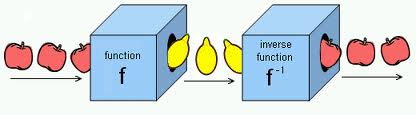 function
f
inverse
function
f⁻¹